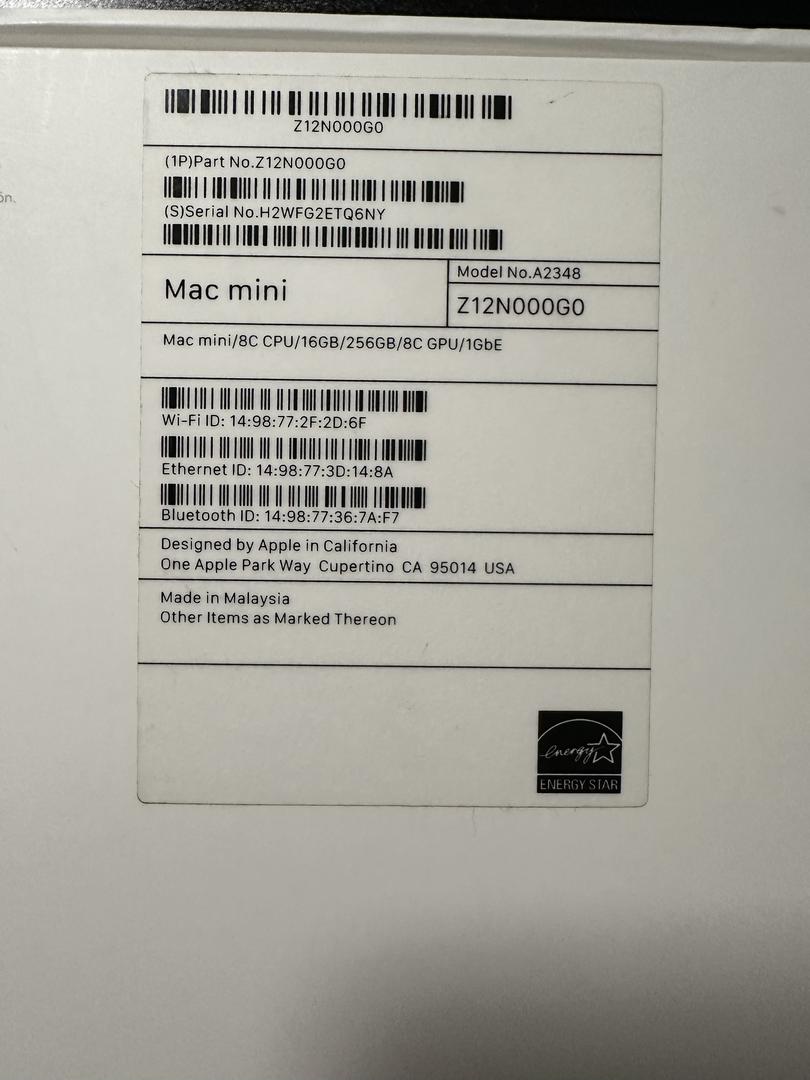 Z12N000G0
(1P)Part No.Z12N000G0
(S)Serial No.H2WFG2ETQ6NY
Mac mini
Model No.A2348
Z12N000G0
Mac mini/8C CPU/16GB/256GB/8C GPU/1GbE
Wi-Fi ID: 14:98:77:2F:2D:6F
Ethernet ID: 14:98:77:3D:14:8A
Bluetooth ID: 14:98:77:36:7A:F7
Designed by Apple in California
One Apple Park Way Cupertino CA 95014 USA
Made in Malaysia
Other Items as Marked Thereon
energy
ENERGY STAR